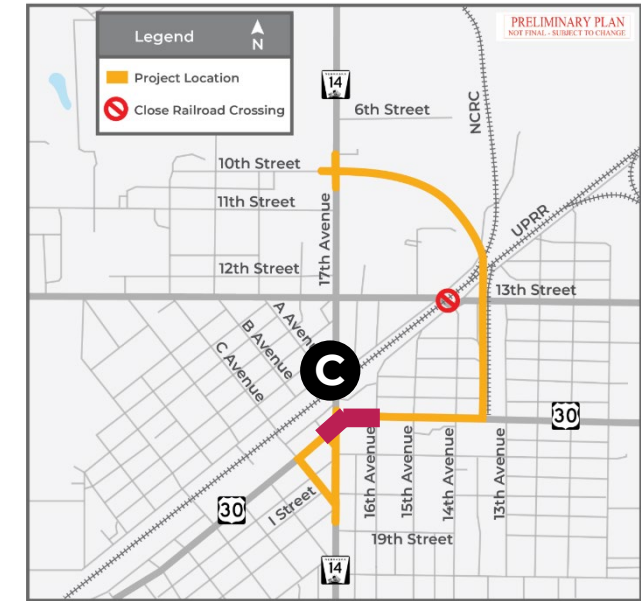 PRELIMINARY PLAN
NOT FINAL - SUBJECT TO CHANGE
Legend
N
Project Location
Close Railroad Crossing
14
6th Street
NCRC
10th Street
11th Street
17th Avenue
UPRR
12th Street
13th Street
A Avenue
B Avenue
C Avenue
C
30
16th Avenue
15th Avenue
14th Avenue
13th Avenue
30
I Street
19th Street
14